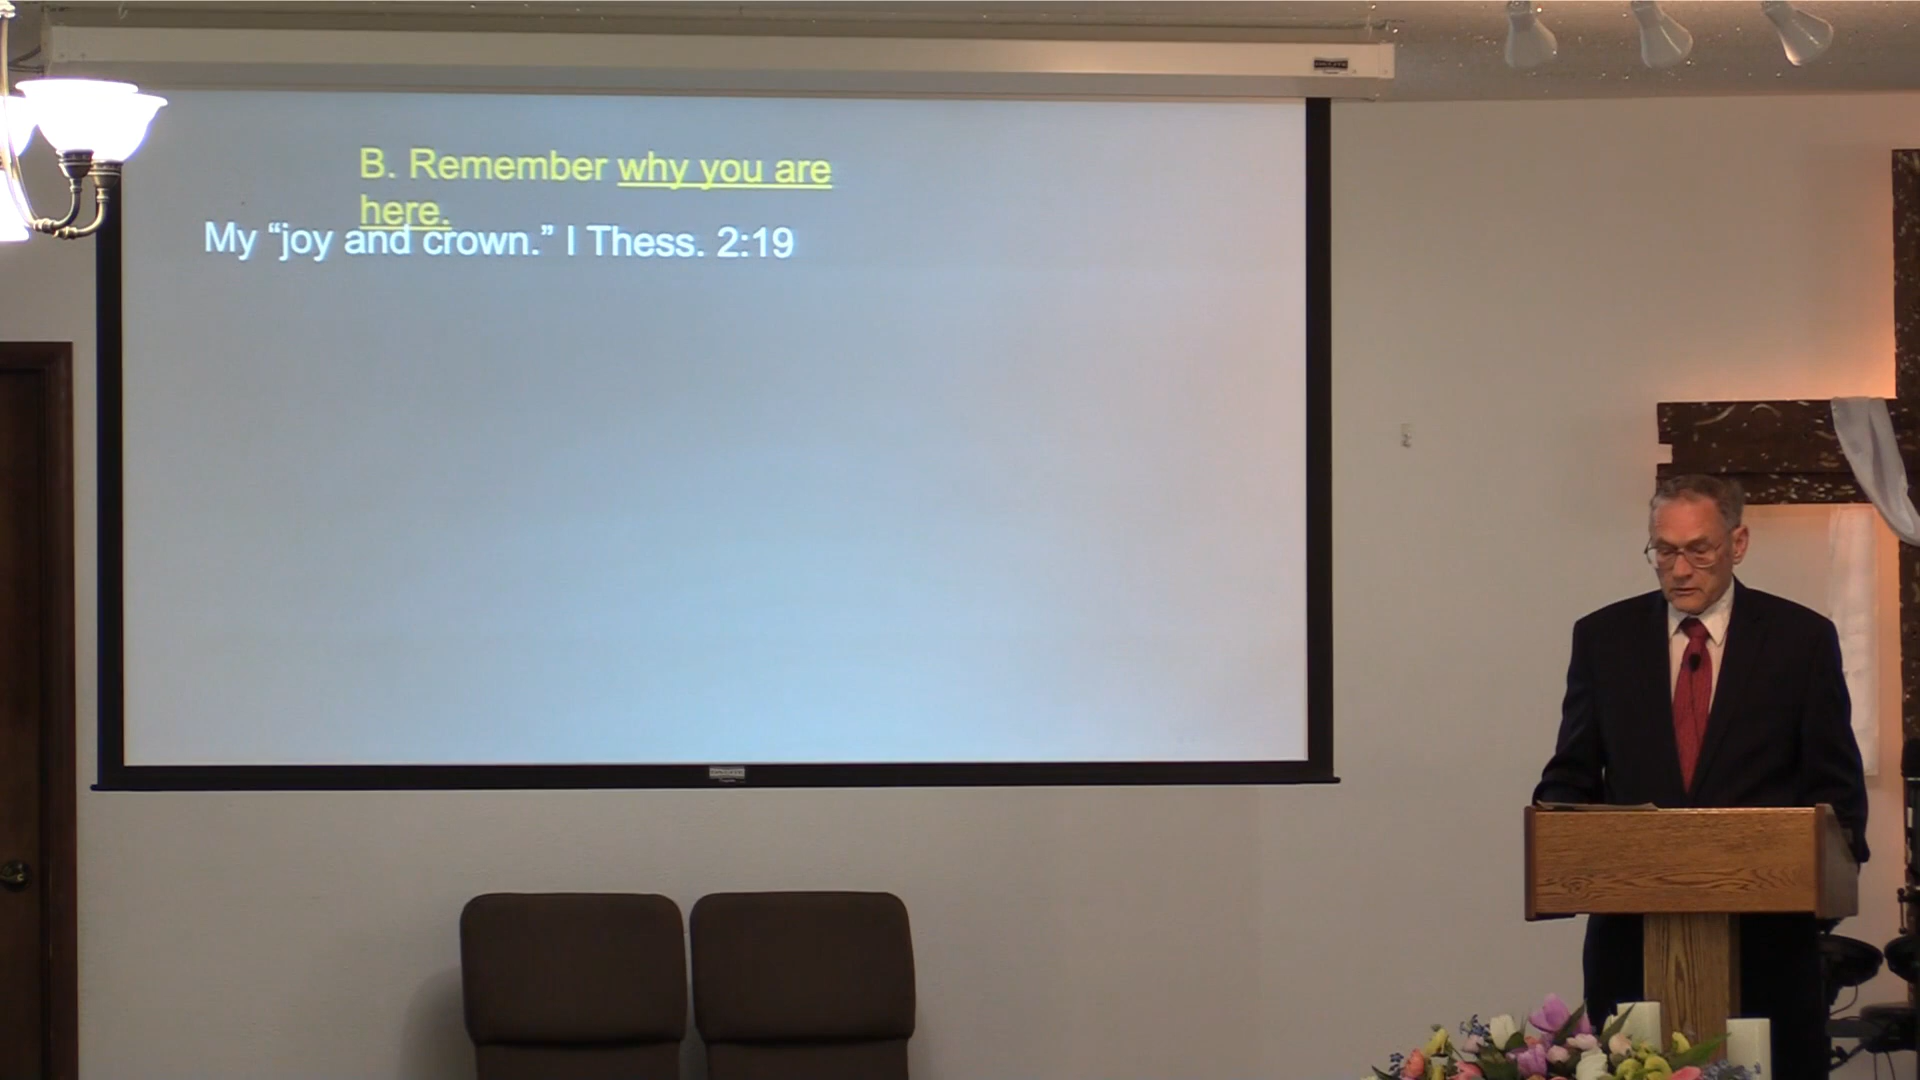 B. Remember why you are
here.
My “joy and crown.” I Thess. 2:19